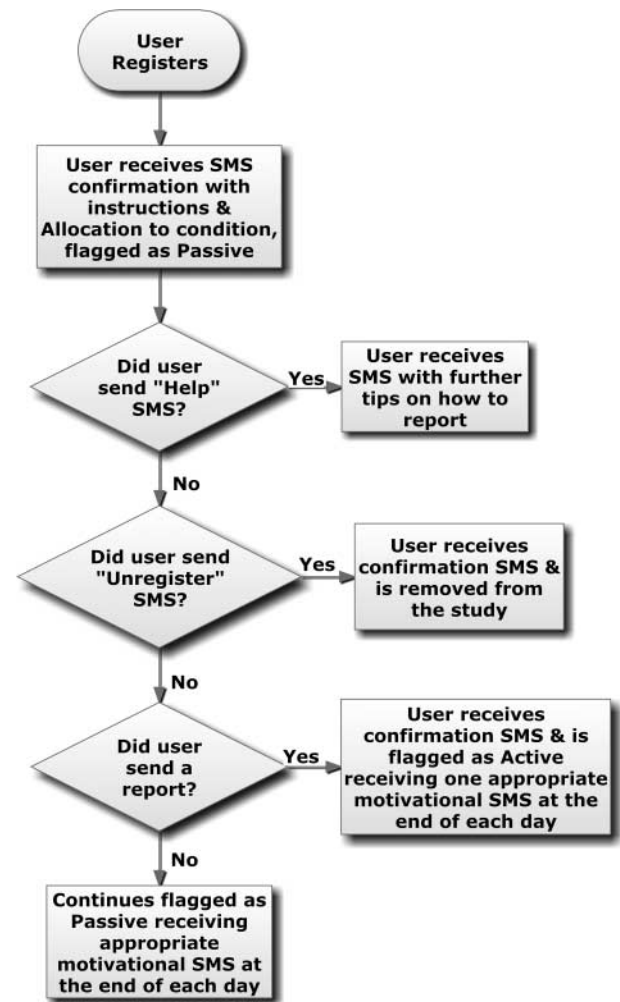 User
Registers
User receives SMS
confirmation with
instructions &
Allocation to condition,
flagged as Passive
Did user
send "Help"
SMS?
Yes
User receives
SMS with further
tips on how to
report
No
Did user send
"Unregister"
SMS?
Yes
User receives
confirmation SMS &
is removed from
the study
No
Did user
send a
report?
Yes
User receives
confirmation SMS & is
flagged as Active
receiving one appropriate
motivational SMS at the
end of each day
No
Continues flagged as
Passive receiving
appropriate
motivational SMS at
the end of each day